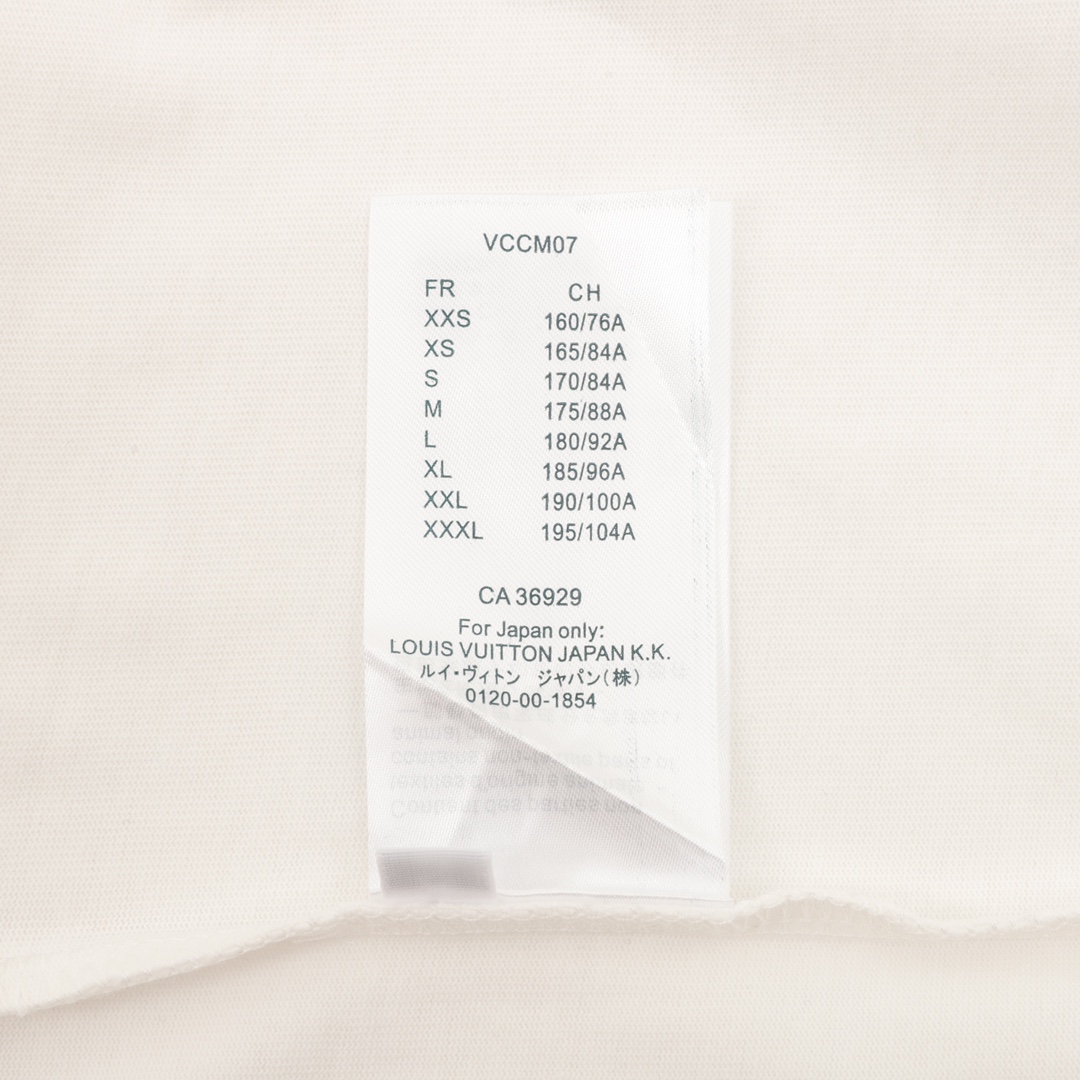 VCCM07
FR CH
XXS 160/76A
XS 165/84A
S 170/84A
M 175/88A
L 180/92A
XL 185/96A
XXL 190/100A
XXXL 195/104A
CA 36929
For Japan only:
LOUIS VUITTON JAPAN K.K.
ルイ・ヴィトン ジャパン(株)
0120-00-1854